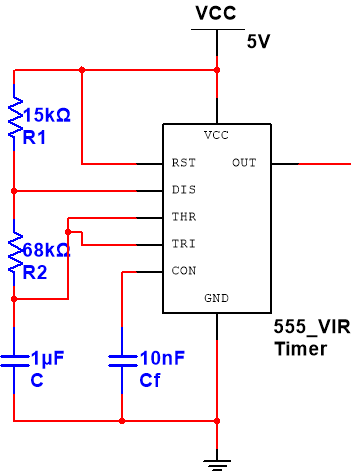 VCC
5V
15kΩ
R1
VCC
RST
OUT
DIS
68kΩ
R2
THR
TRI
CON
GND
1µF
C
10nF
Cf
555_VIR
Timer